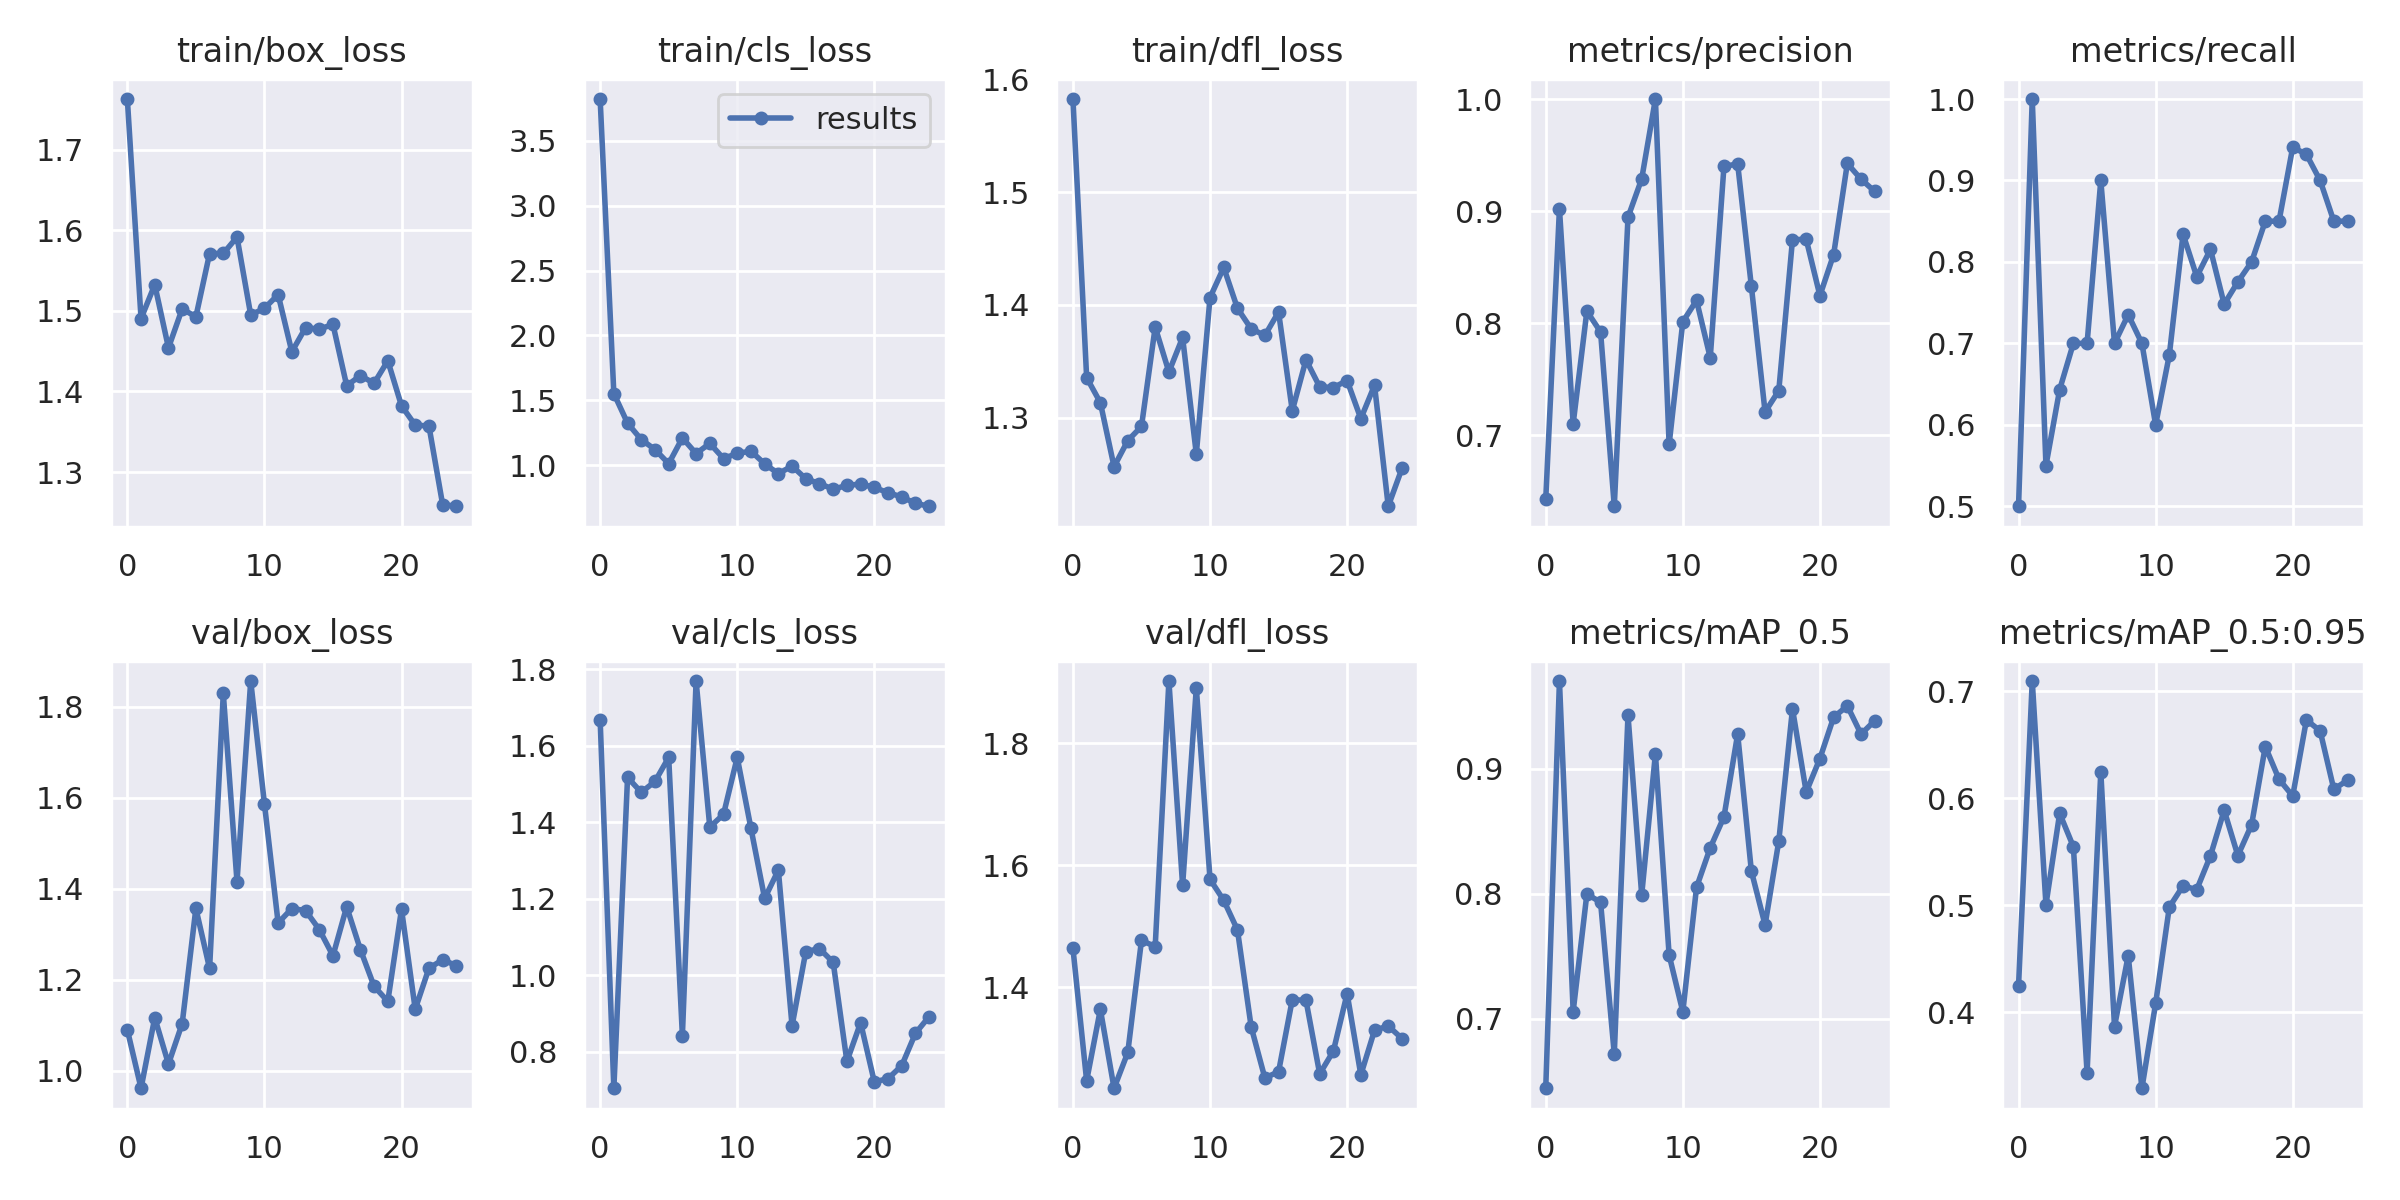 train/box_loss
train/cls_loss
train/dfl_loss
metrics/precision
metrics/recall
1.7
1.6
1.5
1.4
1.3
0 10 20
results
3.5
3.0
2.5
2.0
1.5
1.0
0 10 20
1.6
1.5
1.4
1.3
0 10 20
1.0
0.9
0.8
0.7
0 10 20
1.0
0.9
0.8
0.7
0.6
0.5
0 10 20
val/box_loss
val/cls_loss
val/dfl_loss
metrics/mAP_0.5
metrics/mAP_0.5:0.95
1.8
1.6
1.4
1.2
1.0
0 10 20
1.8
1.6
1.4
1.2
1.0
0.8
0 10 20
1.8
1.6
1.4
0 10 20
0.9
0.8
0.7
0 10 20
0.7
0.6
0.5
0.4
0 10 20